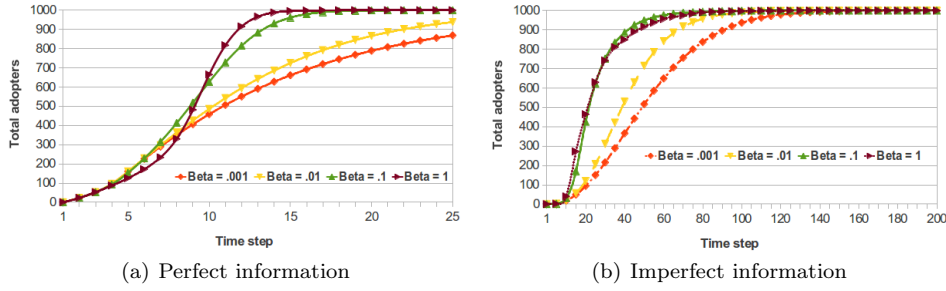 Total adopters
1000
900
800
700
600
500
400
300
200
100
0
Beta = .001 Beta = .01 Beta = .1 Beta = 1
1 5 10 15 20 25
Time step
(a) Perfect information
Total adopters
1000
900
800
700
600
500
400
300
200
100
0
Beta = .001 Beta = .01 Beta = .1 Beta = 1
1 20 40 60 80 100 120 140 160 180 200
Time step
(b) Imperfect information